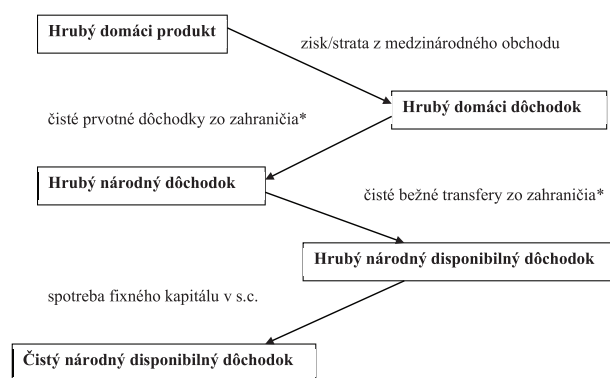 Hrubý domáci produkt
zisk/strata z medzinárodného obchodu
Hrubý domáci dôchodok
čisté prvotné dôchodky zo zahraničia*
Hrubý národný dôchodok
čisté bežné transfery zo zahraničia*
Hrubý národný disponibilný dôchodok
spotreba fixného kapitálu v s.c.
Čistý národný disponibilný dôchodok